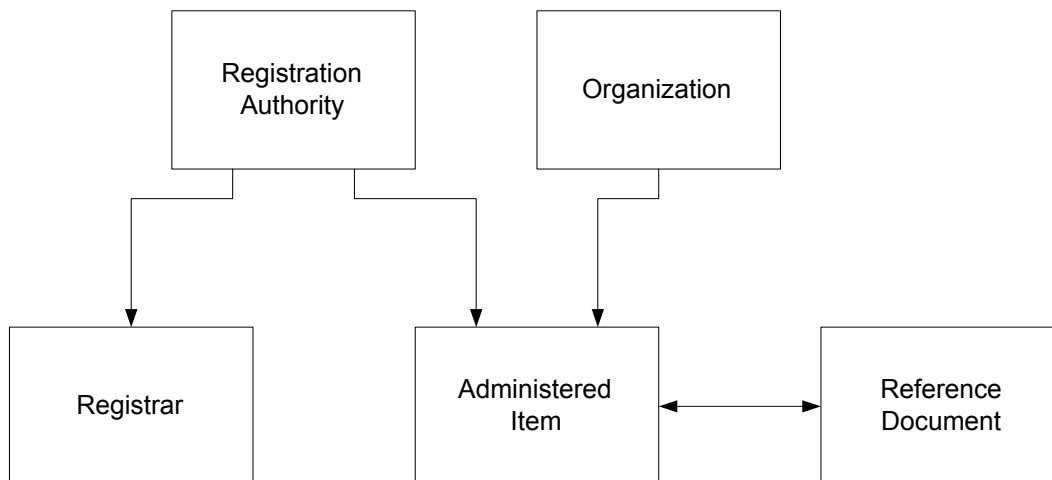 Registration
Authority
Organization
Registrar
Administered
Item
Reference
Document